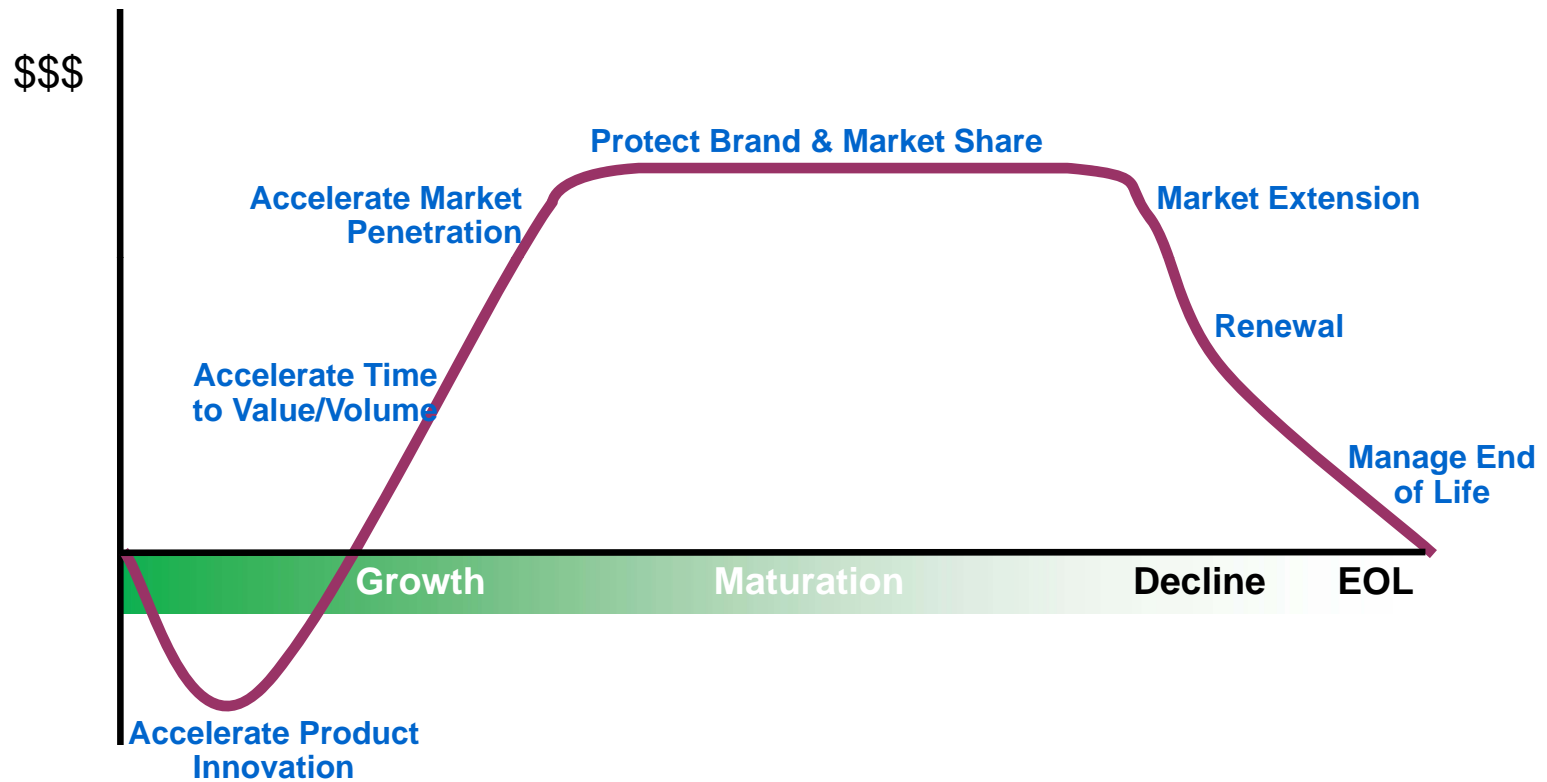 $$$
Protect Brand & Market Share
Accelerate Market
Penetration
Market Extension
Renewal
Accelerate Time
to Value/Volume
Manage End
of Life
Growth
Maturation
Decline
EOL
Accelerate Product
Innovation